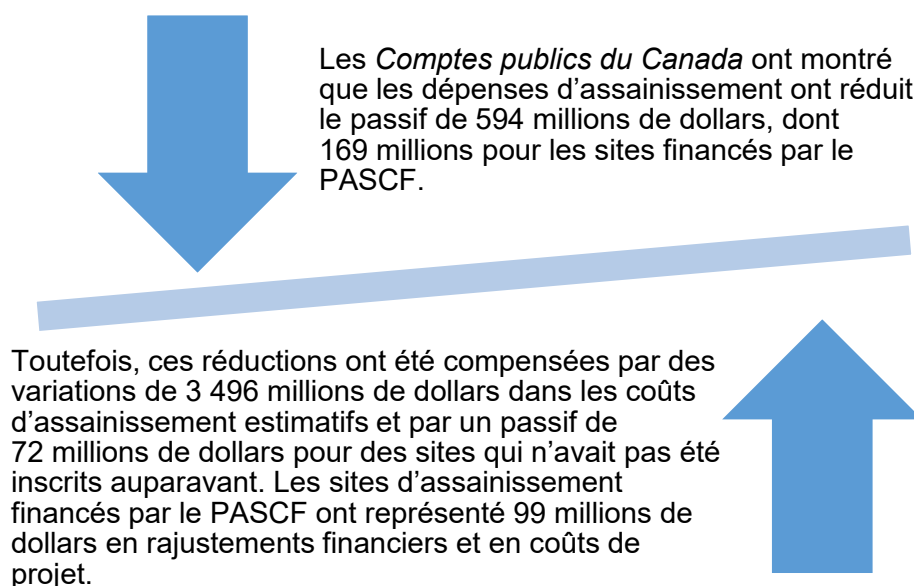 Les Comptes publics du Canada ont montré
que les dépenses d’assainissement ont réduit
le passif de 594 millions de dollars, dont
169 millions pour les sites financés par le
PASCF.
Toutefois, ces réductions ont été compensées par des
variations de 3 496 millions de dollars dans les coûts
d’assainissement estimatifs et par un passif de
72 millions de dollars pour des sites qui n’avait pas été
inscrits auparavant. Les sites d’assainissement
financés par le PASCF ont représenté 99 millions de
dollars en rajustements financiers et en coûts de
projet.